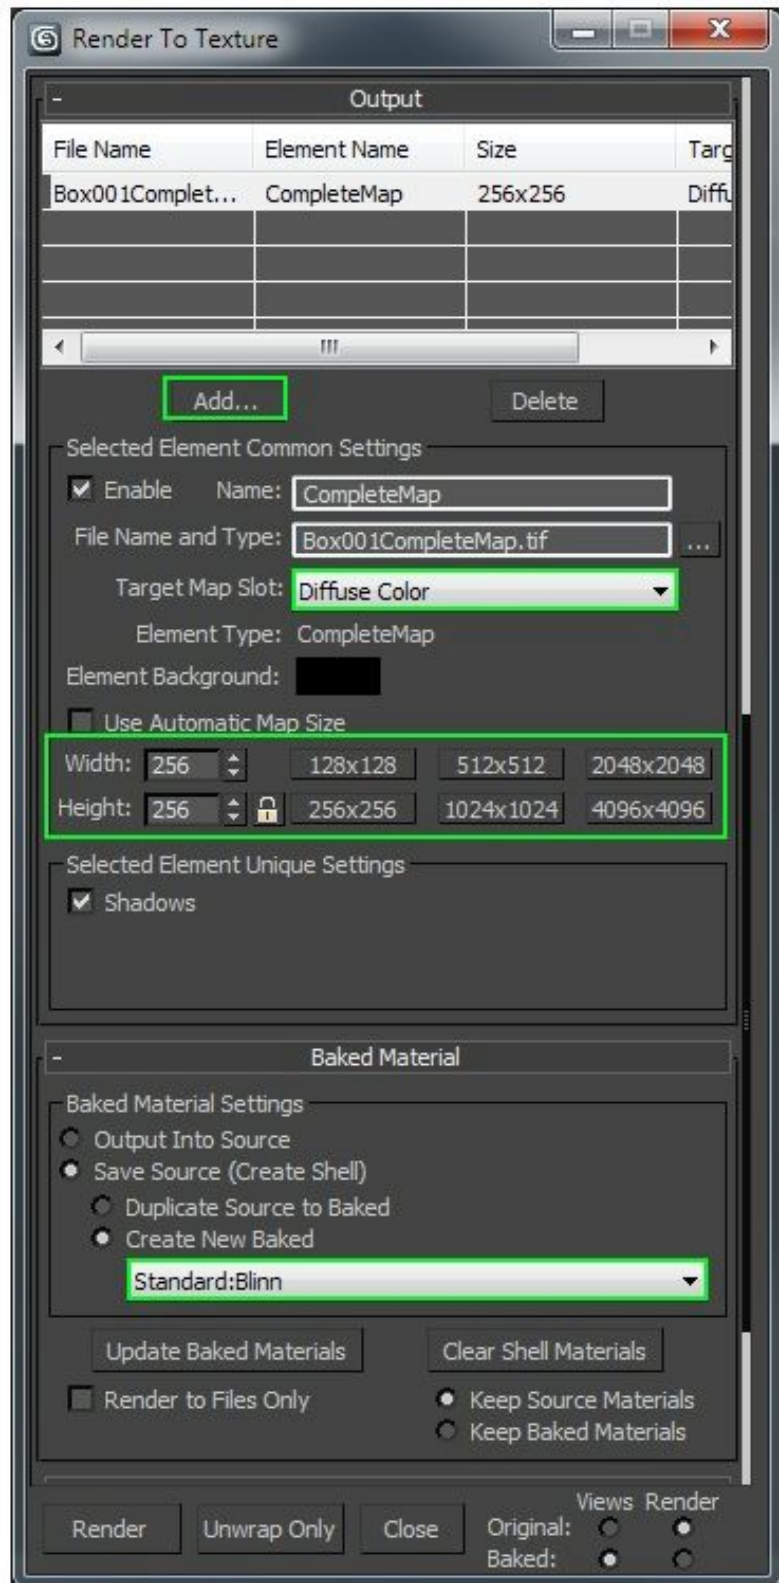 Render To Texture
- Output
File Name Element Name Size Targ
Box001Complet... CompleteMap 256x256 Diffu
Add... Delete
Selected Element Common Settings
Enable Name: CompleteMap
File Name and Type: Box001CompleteMap.tif ...
Target Map Slot: Diffuse Color
Element Type: CompleteMap
Element Background:
Use Automatic Map Size
Width: 256 128x128 512x512 2048x2048
Height: 256 256x256 1024x1024 4096x4096
Selected Element Unique Settings
Shadows
- Baked Material
Baked Material Settings
Output Into Source
Save Source (Create Shell)
Duplicate Source to Baked
Create New Baked
Standard:Blinn
Update Baked Materials Clear Shell Materials
Render to Files Only Keep Source Materials
Keep Baked Materials
Views Render
Render Unwrap Only Close Original:
Baked: